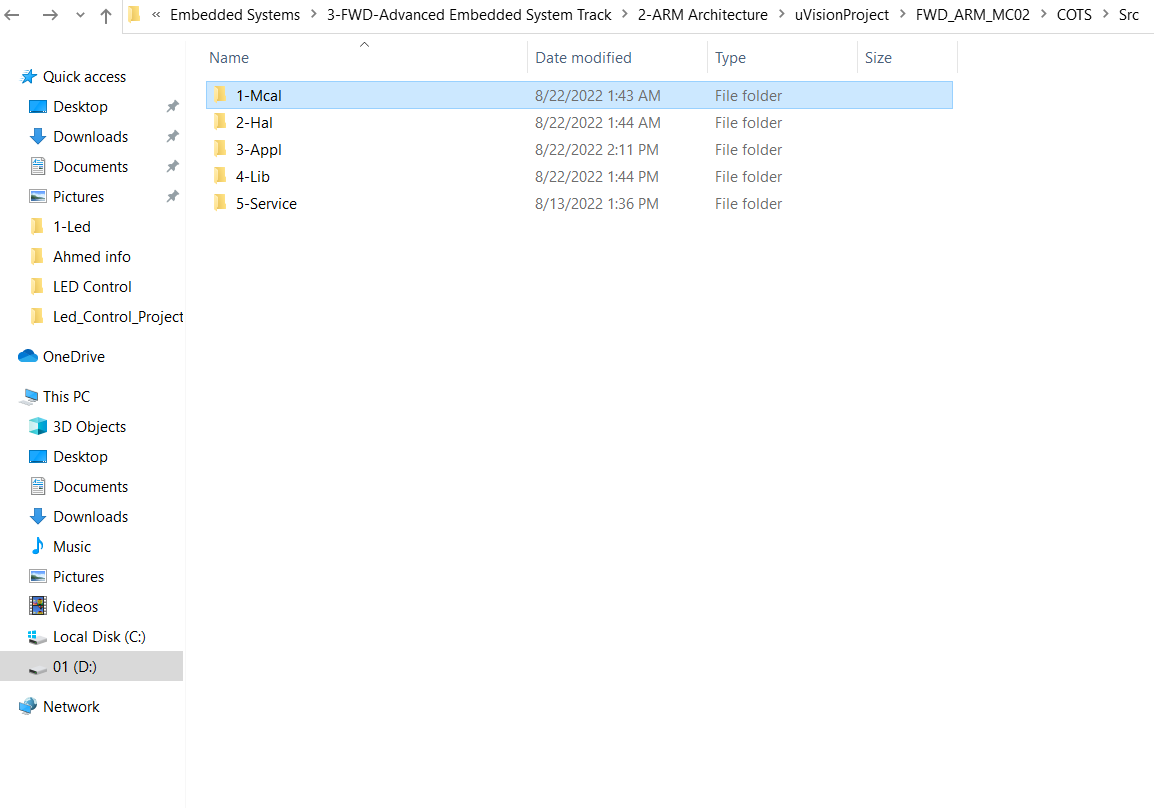 « Embedded Systems > 3-FWD-Advanced Embedded System Track > 2-ARM Architecture > uVisionProject > FWD_ARM_MC02 > COTS > Src
Name Date modified Type Size
1-Mcal 8/22/2022 1:43 AM File folder
2-Hal 8/22/2022 1:44 AM File folder
3-Appl 8/22/2022 2:11 PM File folder
4-Lib 8/22/2022 1:44 PM File folder
5-Service 8/13/2022 1:36 PM File folder
Quick access
Desktop
Downloads
Documents
Pictures
1-Led
Ahmed info
LED Control
Led_Control_Project
OneDrive
This PC
3D Objects
Desktop
Documents
Downloads
Music
Pictures
Videos
Local Disk (C:)
01 (D:)
Network